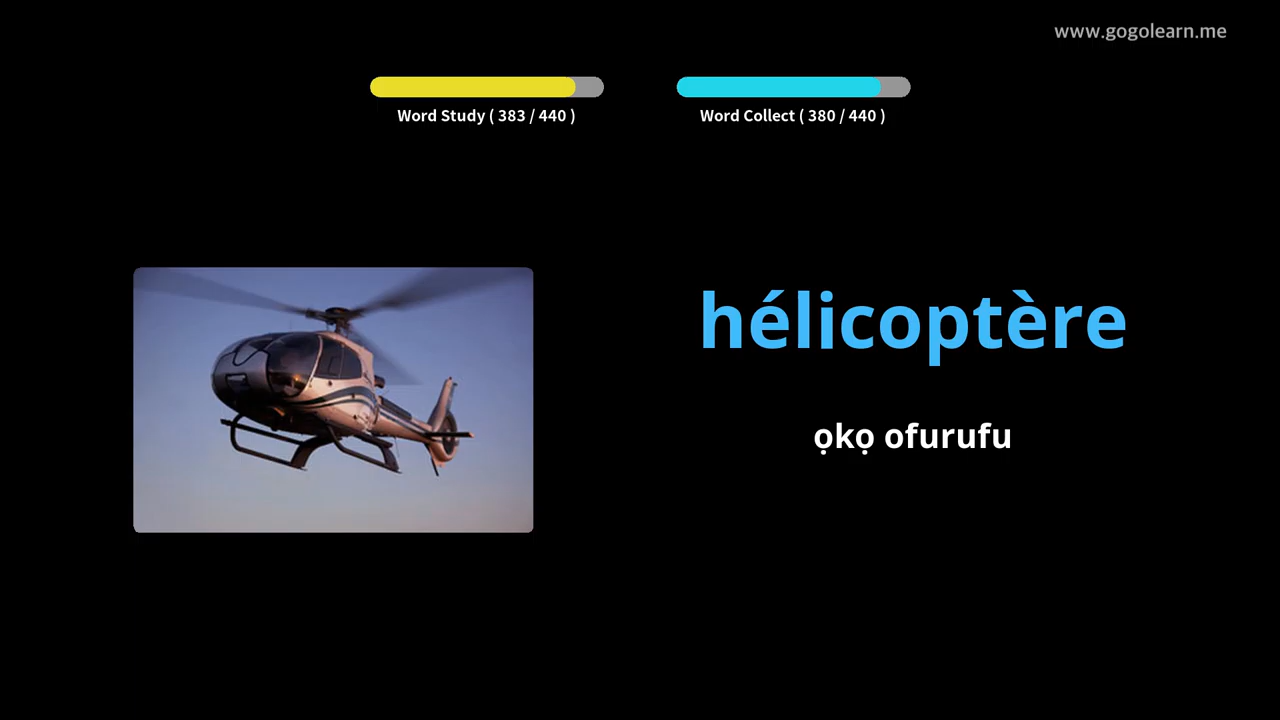 www.gogolearn.me
Word Study ( 383 / 440 )
Word Collect ( 380 / 440 )
hélicoptère
ọkọ ofurufu